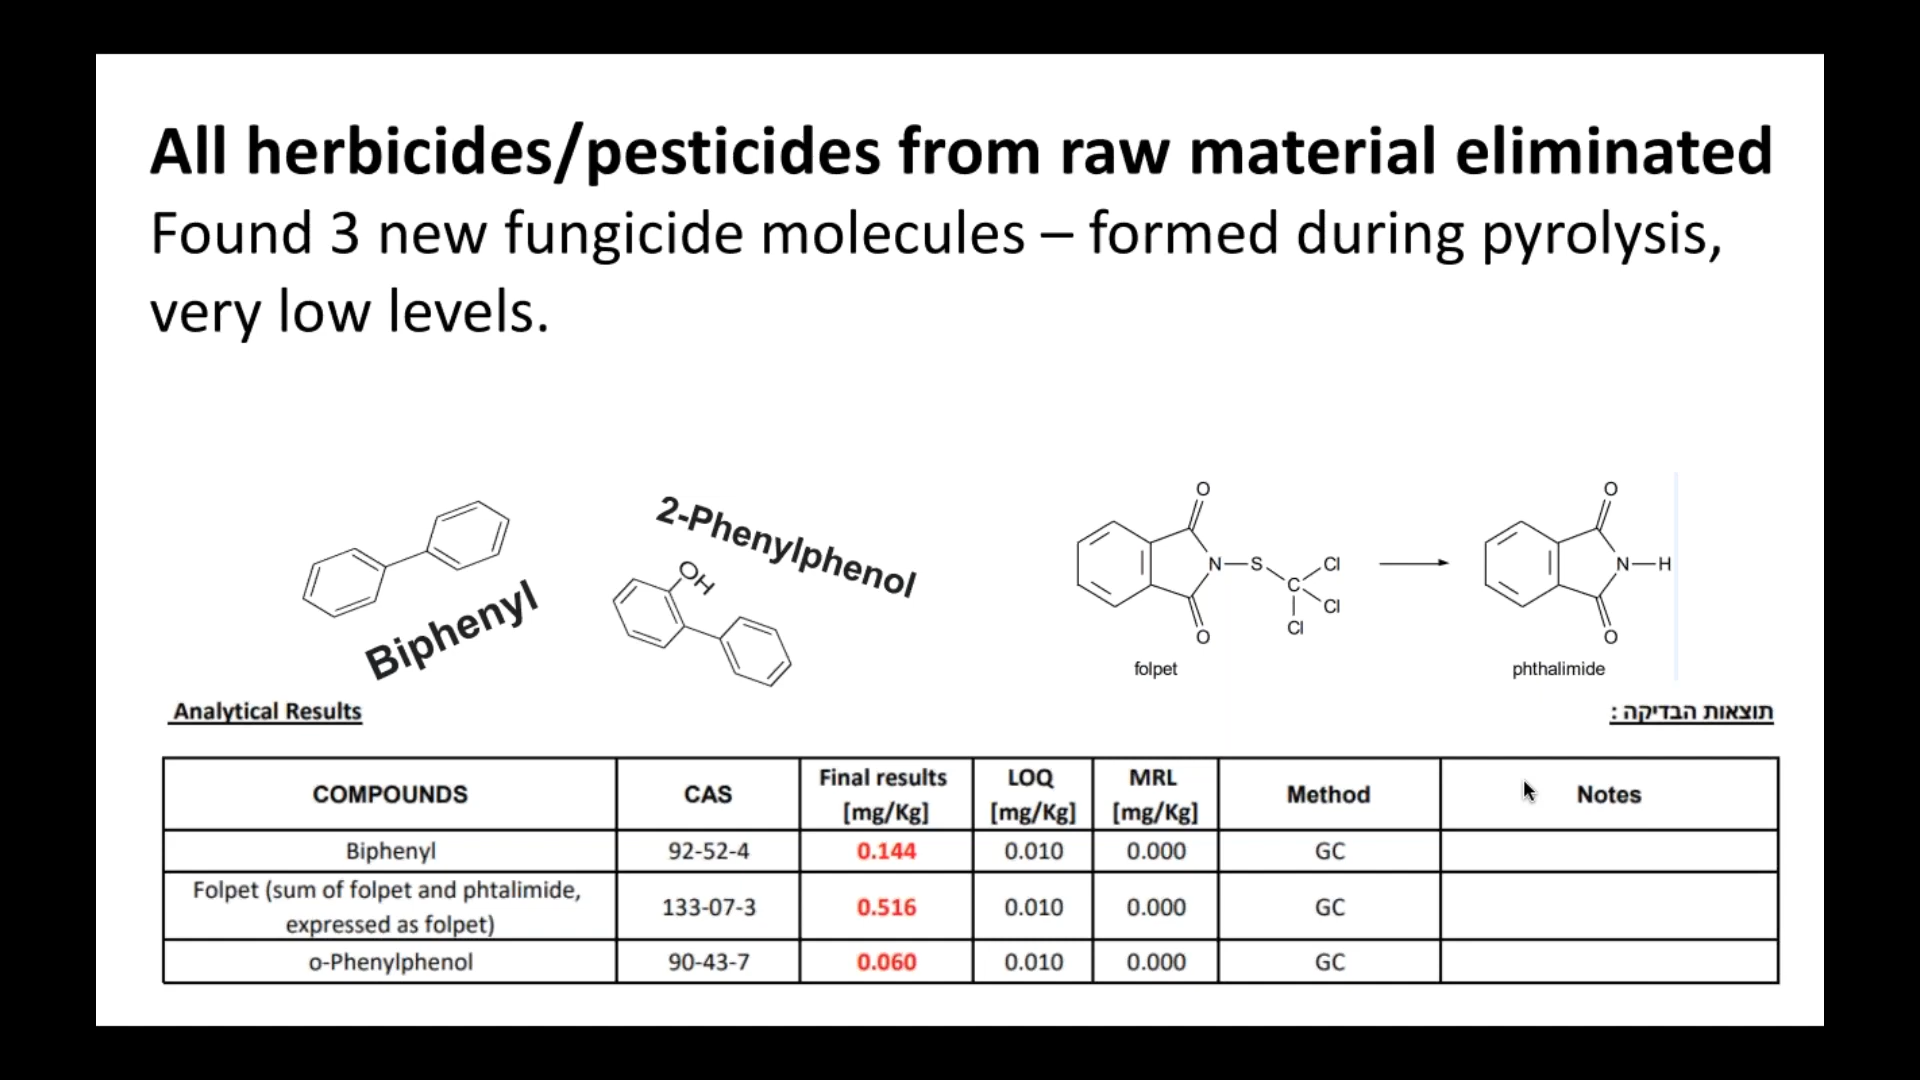 All herbicides/pesticides from raw material eliminated
Found 3 new fungicide molecules – formed during pyrolysis,
very low levels.
Biphenyl
2-Phenylphenol
OH
O
N
S
C
Cl
Cl
Cl
O
folpet
O
N
H
O
phthalimide
Analytical Results
תוצאות הבדיקה :
COMPOUNDS CAS Final results [mg/Kg] LOQ [mg/Kg] MRL [mg/Kg] Method Notes
Biphenyl 92-52-4 0.144 0.010 0.000 GC
Folpet (sum of folpet and phtalimide, expressed as folpet) 133-07-3 0.516 0.010 0.000 GC
o-Phenylphenol 90-43-7 0.060 0.010 0.000 GC